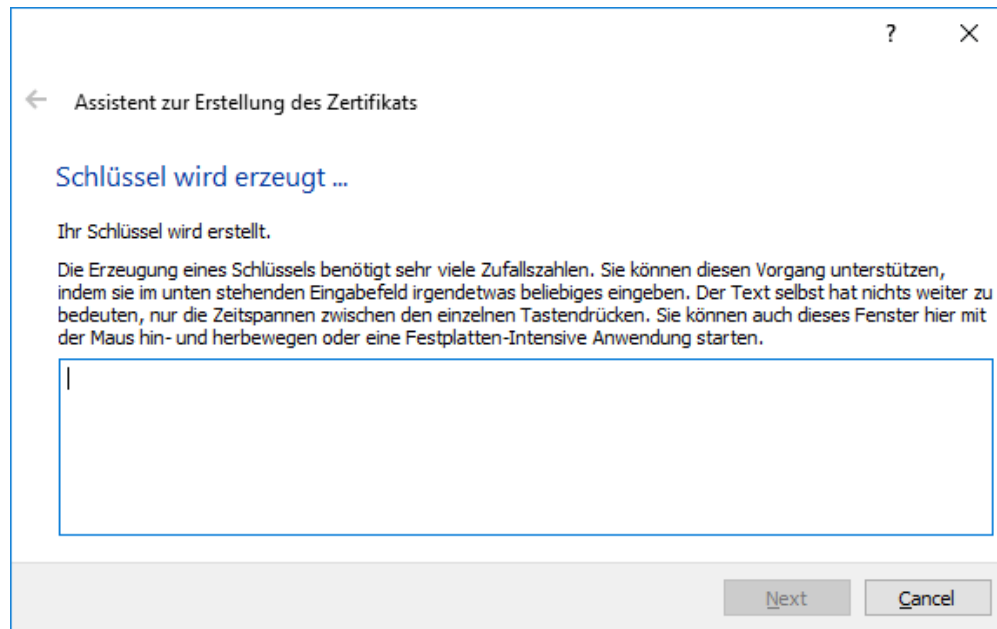 Assistent zur Erstellung des Zertifikats
Schlüssel wird erzeugt ...
Ihr Schlüssel wird erstellt.
Die Erzeugung eines Schlüssels benötigt sehr viele Zufallszahlen. Sie können diesen Vorgang unterstützen,
indem sie im unten stehenden Eingabefeld irgendetwas beliebiges eingeben. Der Text selbst hat nichts weiter zu
bedeuten, nur die Zeitspannen zwischen den einzelnen Tastendrücken. Sie können auch dieses Fenster hier mit
der Maus hin- und herbewegen oder eine Festplatten-Intensive Anwendung starten.
Next Cancel